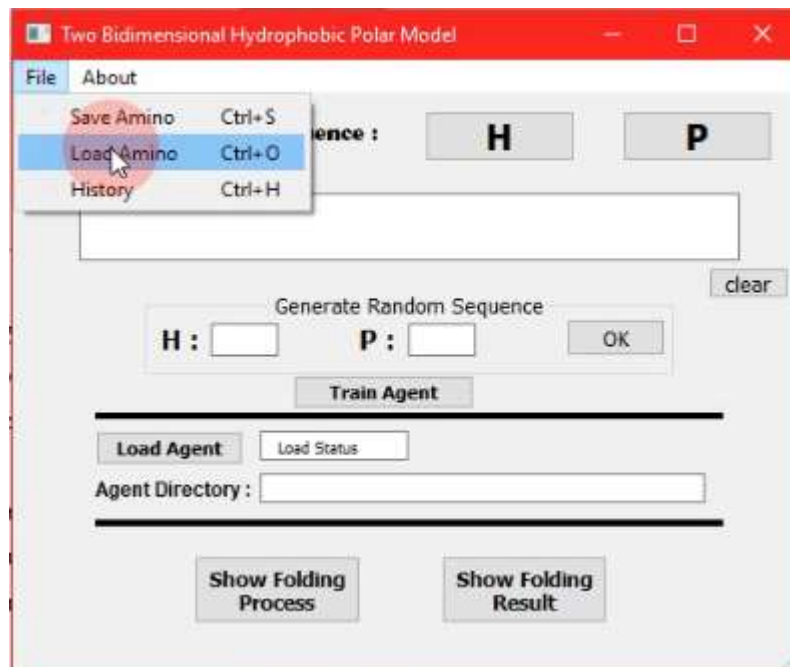 Two Bidimensional Hydrophobic Polar Model
File About
Save Amino Ctrl+S
Load Amino Ctrl+O
History Ctrl+H
ence :
H
P
clear
Generate Random Sequence
H : P : OK
Train Agent
Load Agent Load Status
Agent Directory :
Show Folding Show Folding
Process Result